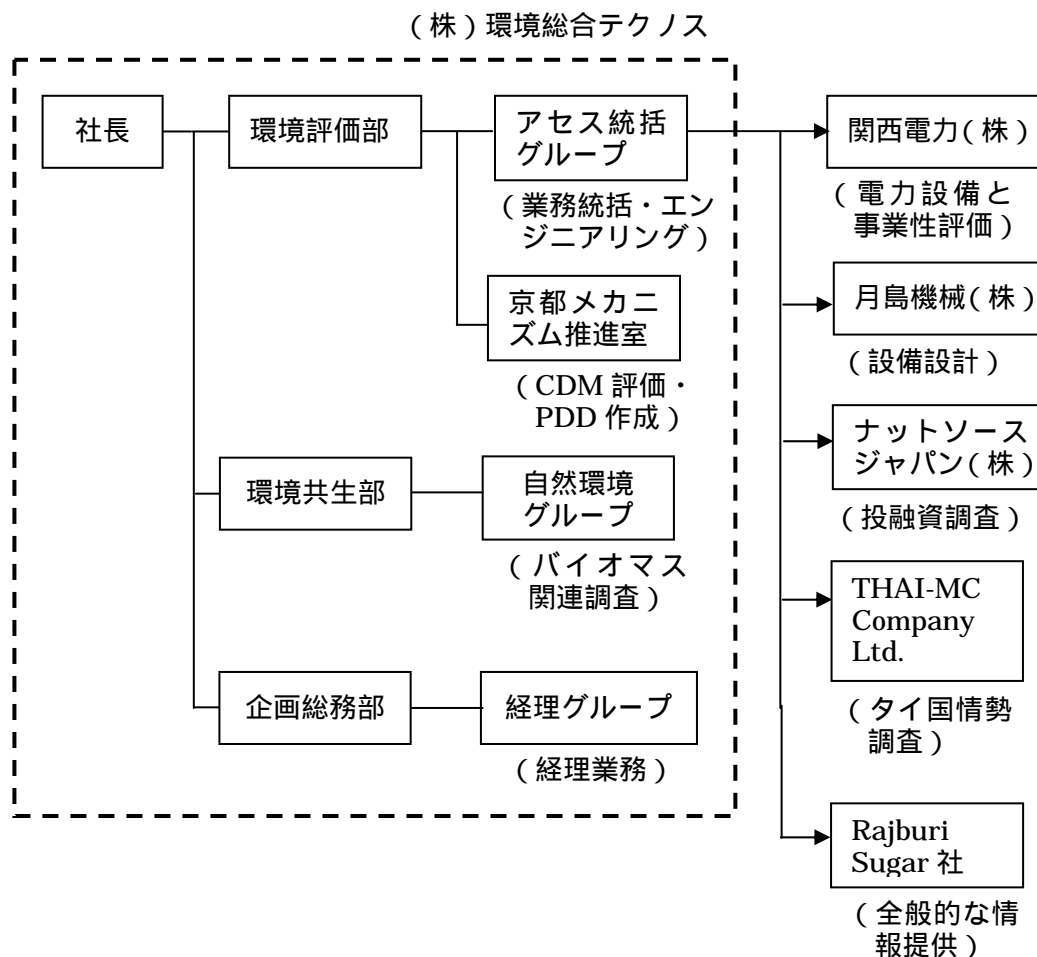 （株）環境総合テクノス
社長
環境評価部
アセス統括
グループ
（業務統括・エン
ジニアリング）
京都メカニ
ズム推進室
（CDM 評価・
PDD 作成）
環境共生部
自然環境
グループ
（バイオマス
関連調査）
企画総務部
経理グループ
（経理業務）
関西電力（株）
（電力設備と
事業性評価）
月島機械（株）
（設備設計）
ナットソース
ジャパン（株）
（投融資調査）
THAI-MC
Company
Ltd.
（タイ国情勢
調査）
Rajburi
Sugar 社
（全般的な情
報提供）